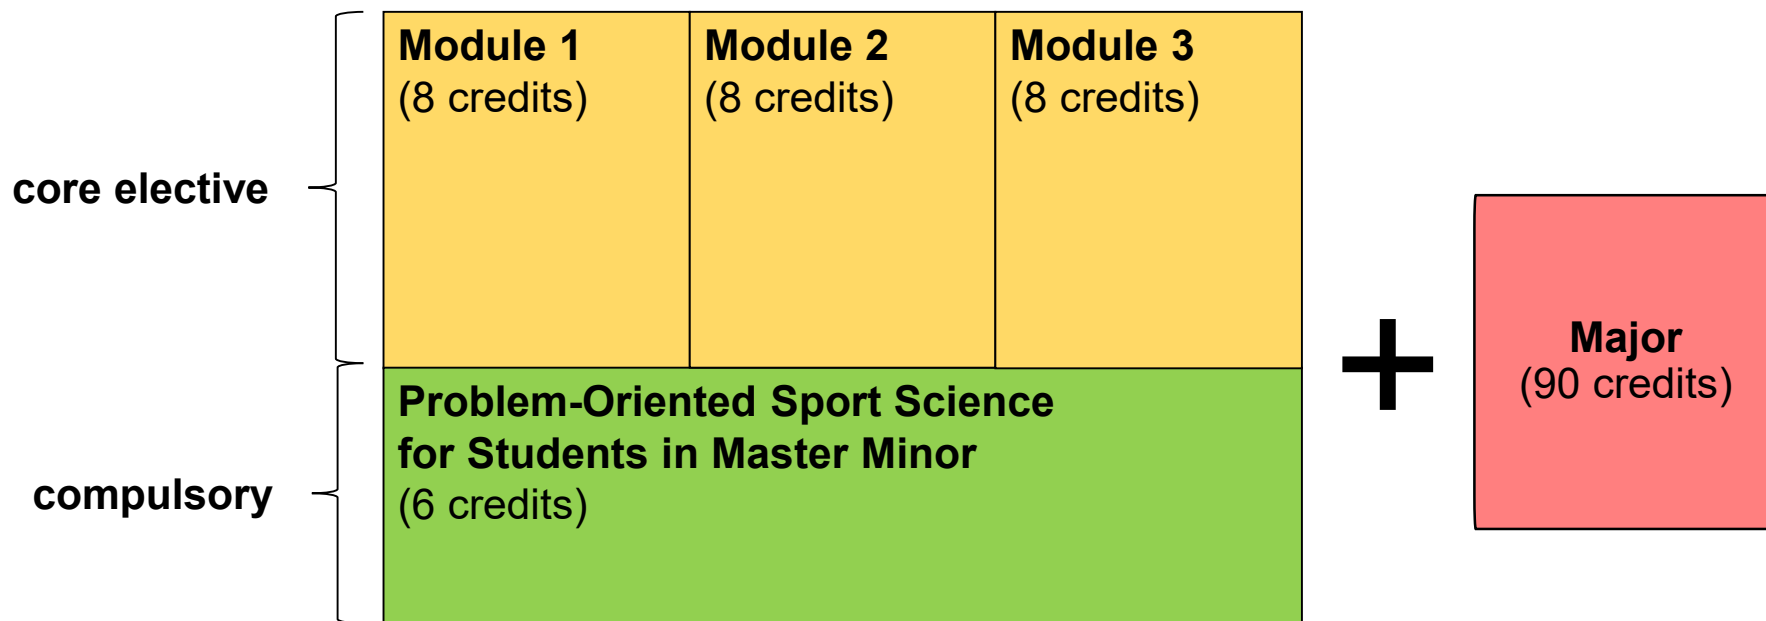 Module 1
(8 credits)
Module 2
(8 credits)
Module 3
(8 credits)
core elective
Problem-Oriented Sport Science
for Students in Master Minor
(6 credits)
compulsory
+
Major
(90 credits)